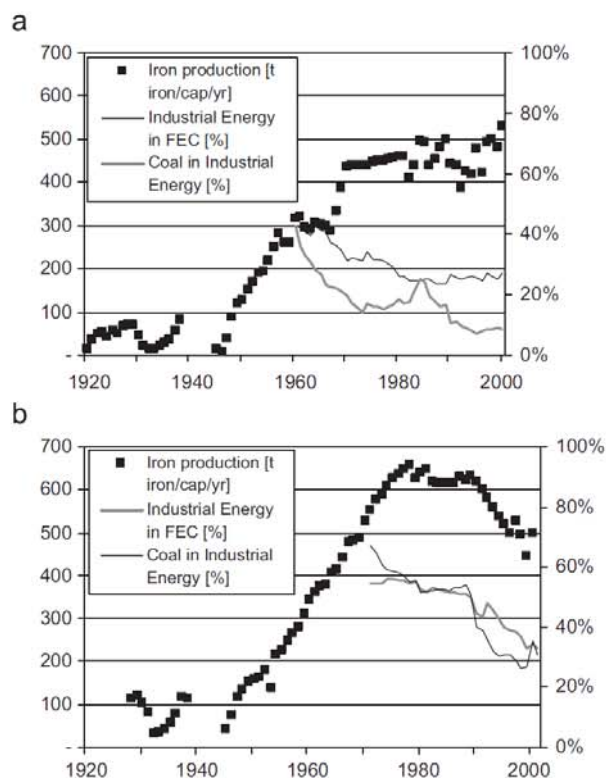 a
700
600
500
400
300
200
100
-
Iron production [t
iron/cap/yr]
Industrial Energy
in FEC [%]
Coal in Industrial
Energy [%]
100%
80%
60%
40%
20%
0%
1920 1940 1960 1980 2000
b
700
600
500
400
300
200
100
-
Iron production [t
iron/cap/yr]
Industrial Energy
in FEC [%]
Coal in Industrial
Energy [%]
100%
80%
60%
40%
20%
0%
1920 1940 1960 1980 2000